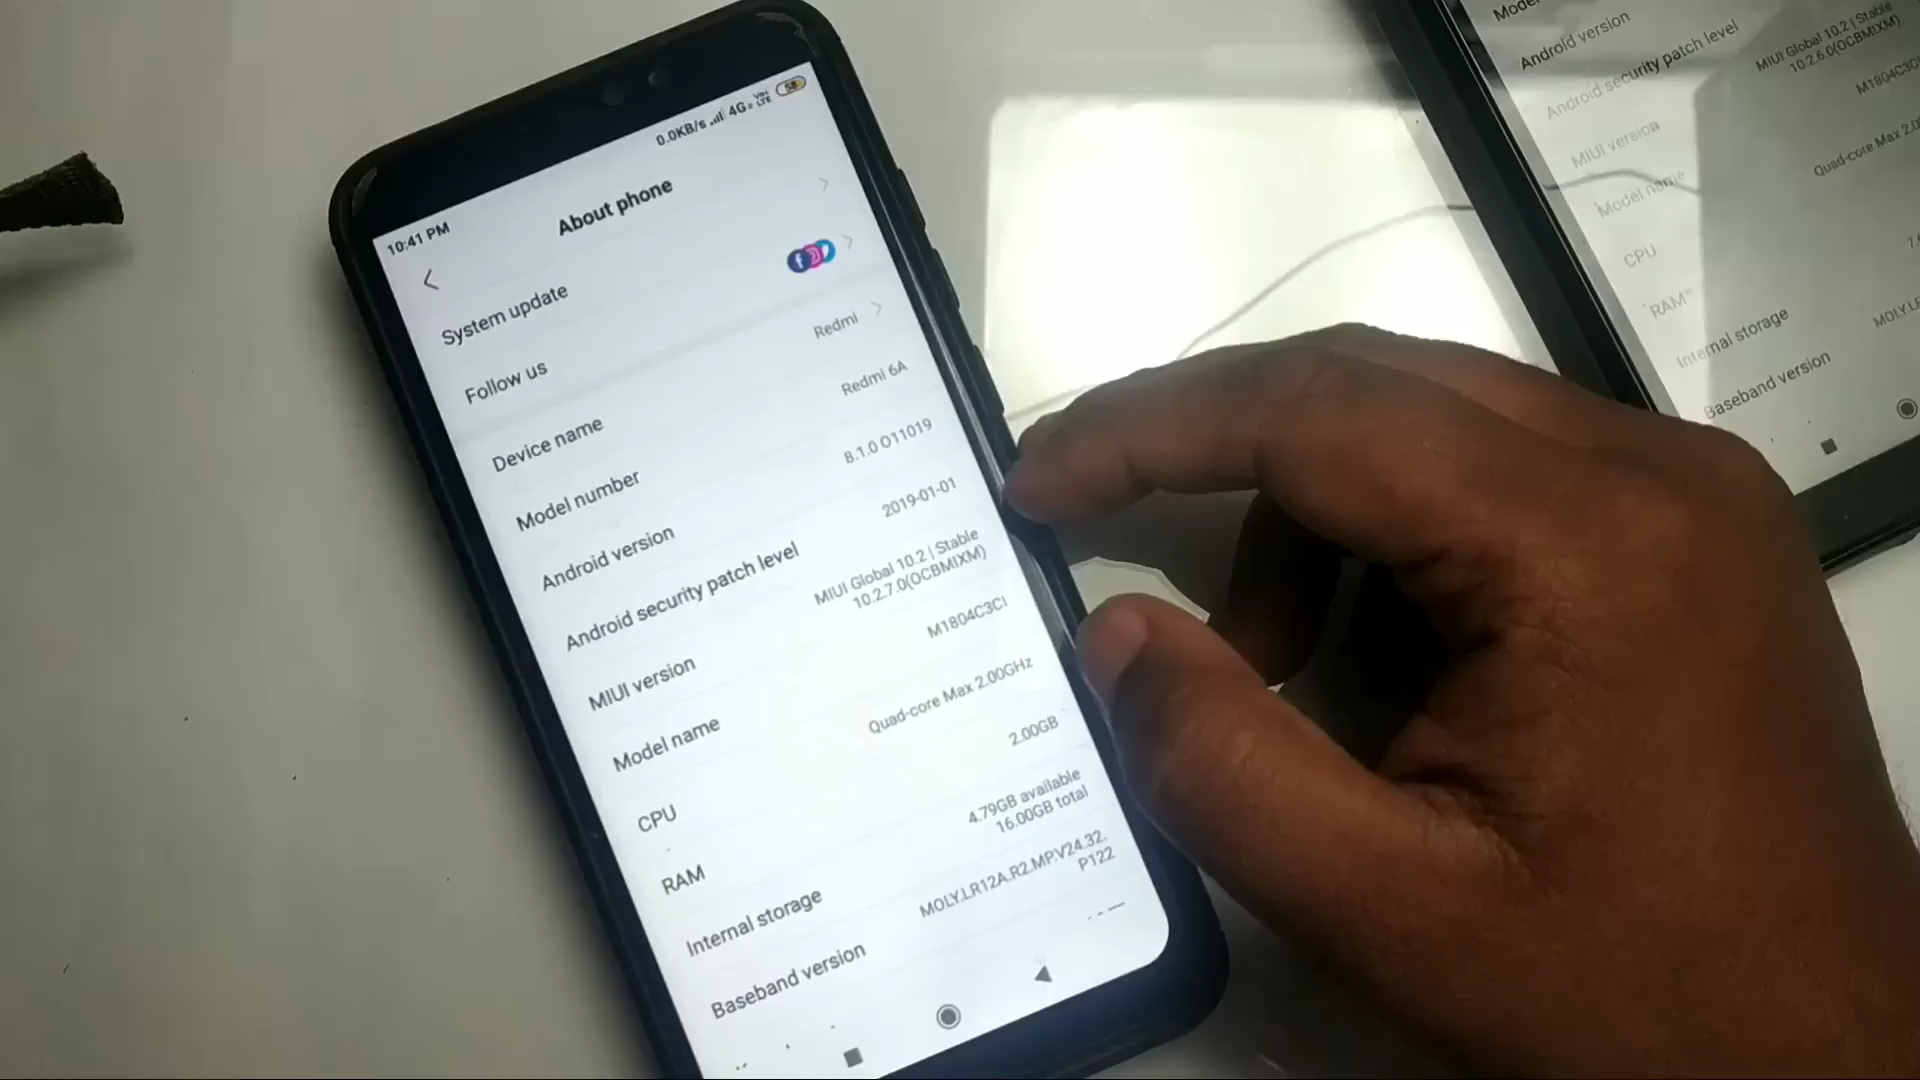 10:41 PM
0.0KB/s 4G VoLTE 58
About phone
System update
Follow us
Device name Redmi
Model number Redmi 6A
Android version 8.1.0 O11019
Android security patch level 2019-01-01
MIUI version MIUI Global 10.2 | Stable
10.2.7.0(OCBMIXM)
Model name M1804C3CI
CPU Quad-core Max 2.00GHz
RAM 2.00GB
Internal storage 4.79GB available
16.00GB total
Baseband version MOLY.LR12A.R2.MP.V24.32.
P122
Android version
Android security patch level
MIUI version MIUI Global 10.2 | Stable
10.2.6.0(OCBMIXM)
Model name M1804C3CI
CPU Quad-core Max
RAM
Internal storage
Baseband version